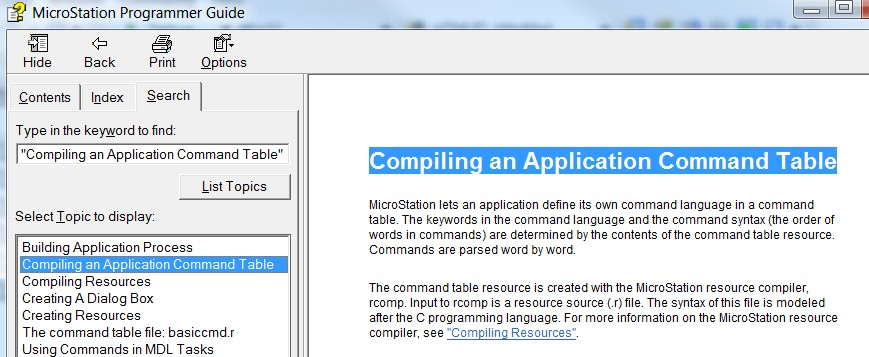 MicroStation Programmer Guide
Hide Back Print Options
Contents Index Search
Type in the keyword to find:
"Compiling an Application Command Table"
List Topics
Select Topic to display:
Building Application Process
Compiling an Application Command Table
Compiling Resources
Creating A Dialog Box
Creating Resources
The command table file: basiccmd.r
Using Commands in MDL Tasks
Compiling an Application Command Table
MicroStation lets an application define its own command language in a command
table. The keywords in the command language and the command syntax (the order of
words in commands) are determined by the contents of the command table resource.
Commands are parsed word by word.
The command table resource is created with the MicroStation resource compiler,
rcomp. Input to rcomp is a resource source (.r) file. The syntax of this file is modeled
after the C programming language. For more information on the MicroStation resource
compiler, see "Compiling Resources".